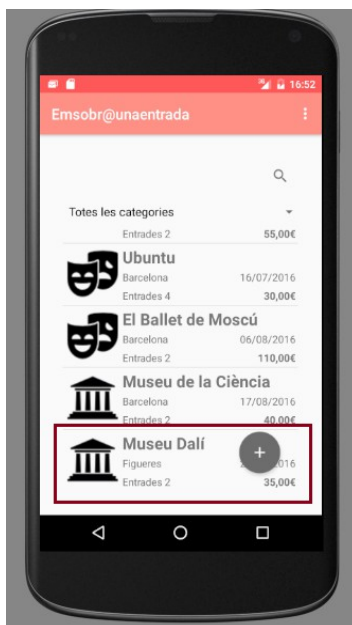 16:52
Emsobr@unaentrada
Totes les categories
Entrades 2 55,00€
Ubuntu
Barcelona 16/07/2016
Entrades 4 30,00€
El Ballet de Moscú
Barcelona 06/08/2016
Entrades 2 110,00€
Museu de la Ciència
Barcelona 17/08/2016
Entrades 2 40,00€
Museu Dalí
Figueres
Entrades 2 35,00€